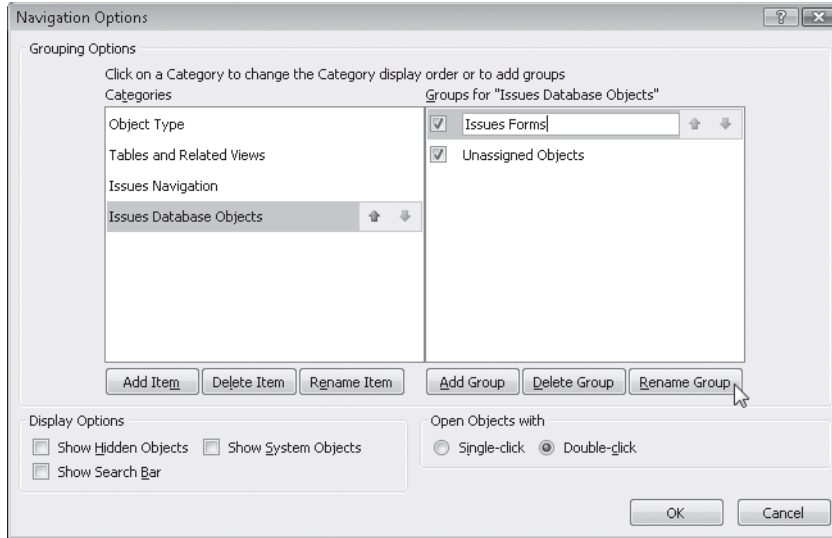 Navigation Options
Grouping Options
Click on a Category to change the Category display order or to add groups
Categories
Groups for "Issues Database Objects"
Object Type
Tables and Related Views
Issues Navigation
Issues Database Objects
Issues Forms
Unassigned Objects
Add Item
Delete Item
Rename Item
Add Group
Delete Group
Rename Group
Display Options
Show Hidden Objects
Show System Objects
Show Search Bar
Open Objects with
Single-click
Double-click
OK
Cancel